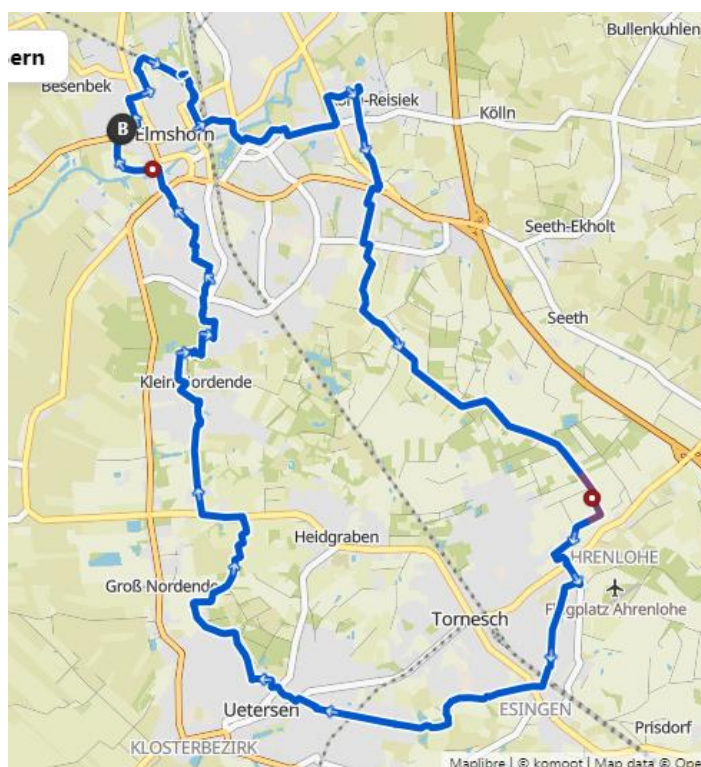 ern
Bullenkuhlen
Besenbek
-Reisiek
Kölln
B
Elmshorn
Seeth-Ekholt
Seeth
Klein Nordende
Heidgraben
HRENLOHE
Groß Nordende
Flugplatz Ahrenlohe
Tornesch
Uetersen
ESINGEN
KLOSTERBEZIRK
Prisdorf
Maplibre | © komoot | Map data © Ope